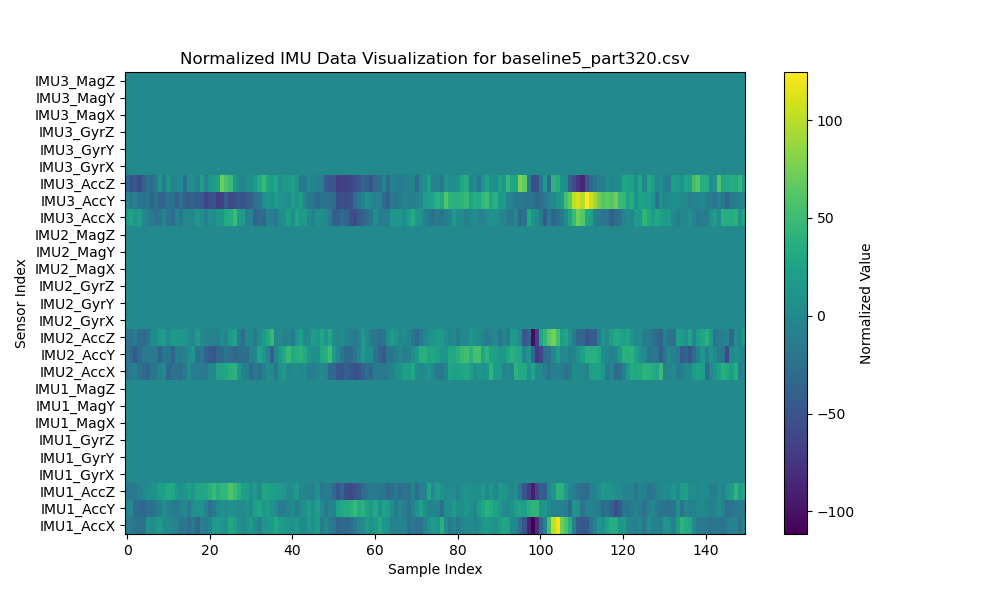 Normalized IMU Data Visualization for baseline5_part320.csv
IMU3_MagZ
IMU3_MagY
IMU3_MagX
IMU3_GyrZ
IMU3_GyrY
IMU3_GyrX
IMU3_AccZ
IMU3_AccY
IMU3_AccX
IMU2_MagZ
IMU2_MagY
IMU2_MagX
IMU2_GyrZ
IMU2_GyrY
IMU2_GyrX
IMU2_AccZ
IMU2_AccY
IMU2_AccX
IMU1_MagZ
IMU1_MagY
IMU1_MagX
IMU1_GyrZ
IMU1_GyrY
IMU1_GyrX
IMU1_AccZ
IMU1_AccY
IMU1_AccX
Sensor Index
0 20 40 60 80 100 120 140
Sample Index
100
50
0
−50
−100
Normalized Value